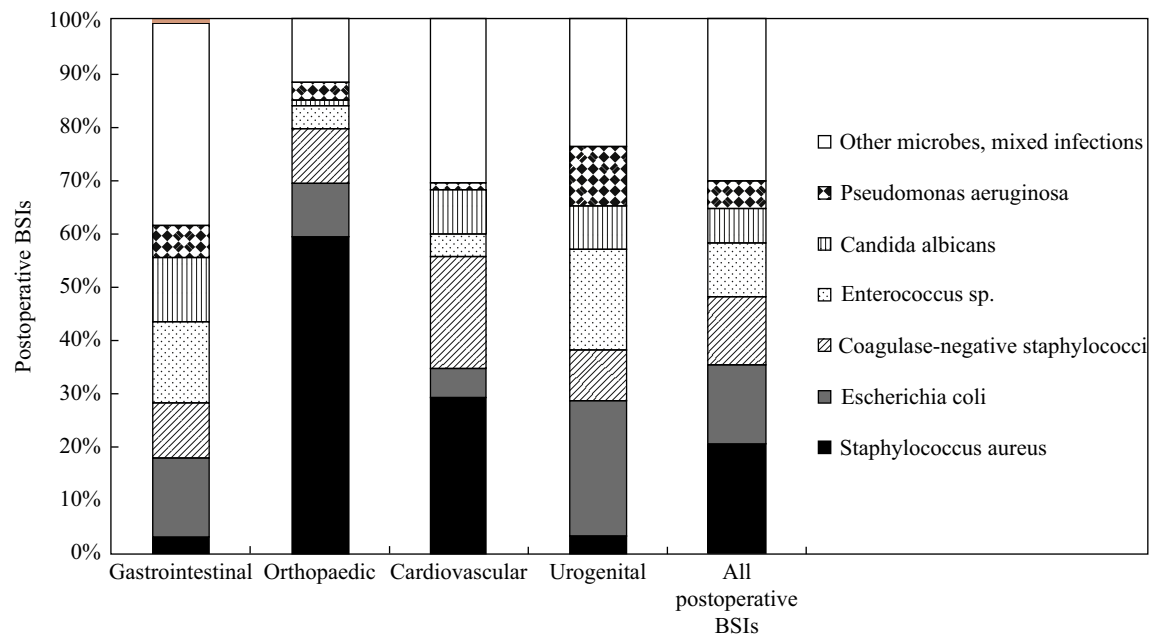 100%
90%
80%
70%
60%
50%
40%
30%
20%
10%
0%
Postoperative BSIs
Gastrointestinal
Orthopaedic
Cardiovascular
Urogenital
All
postoperative
BSIs
Other microbes, mixed infections
Pseudomonas aeruginosa
Candida albicans
Enterococcus sp.
Coagulase-negative staphylococci
Escherichia coli
Staphylococcus aureus